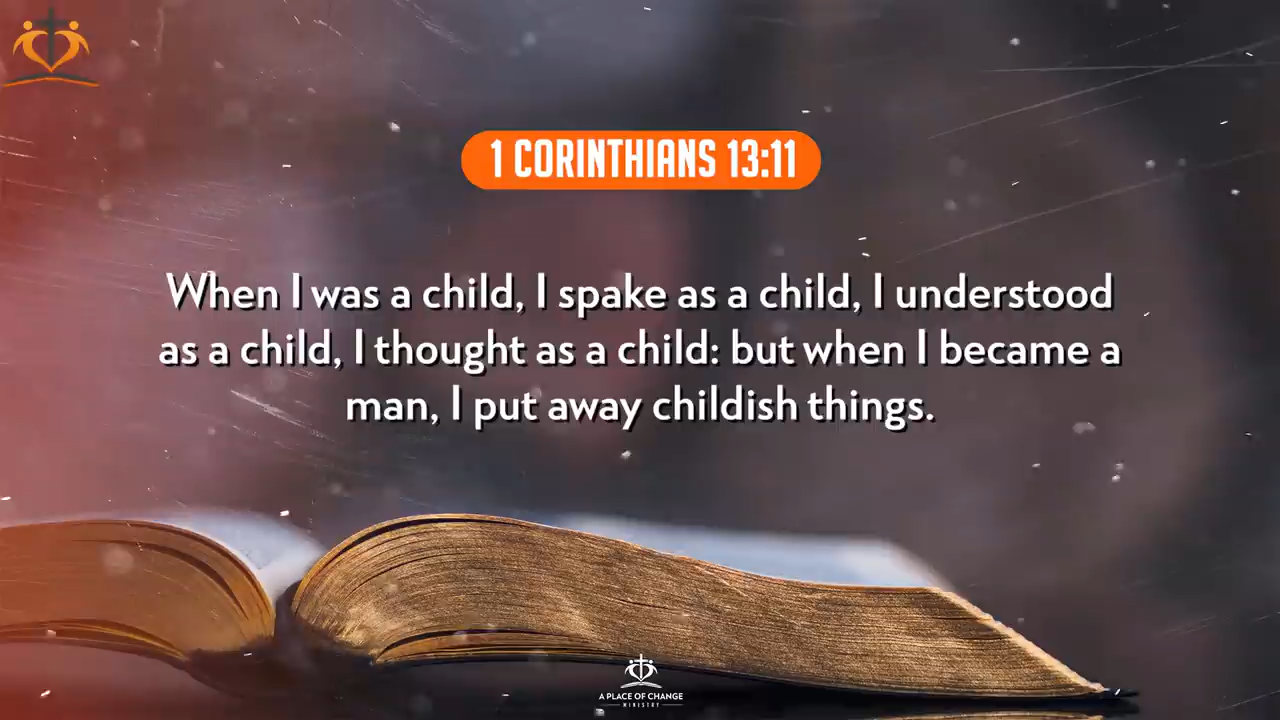 1 CORINTHIANS 13:11
When I was a child, I spake as a child, I understood
as a child, I thought as a child: but when I became a
man, I put away childish things.
A PLACE OF CHANGE
MINISTRY